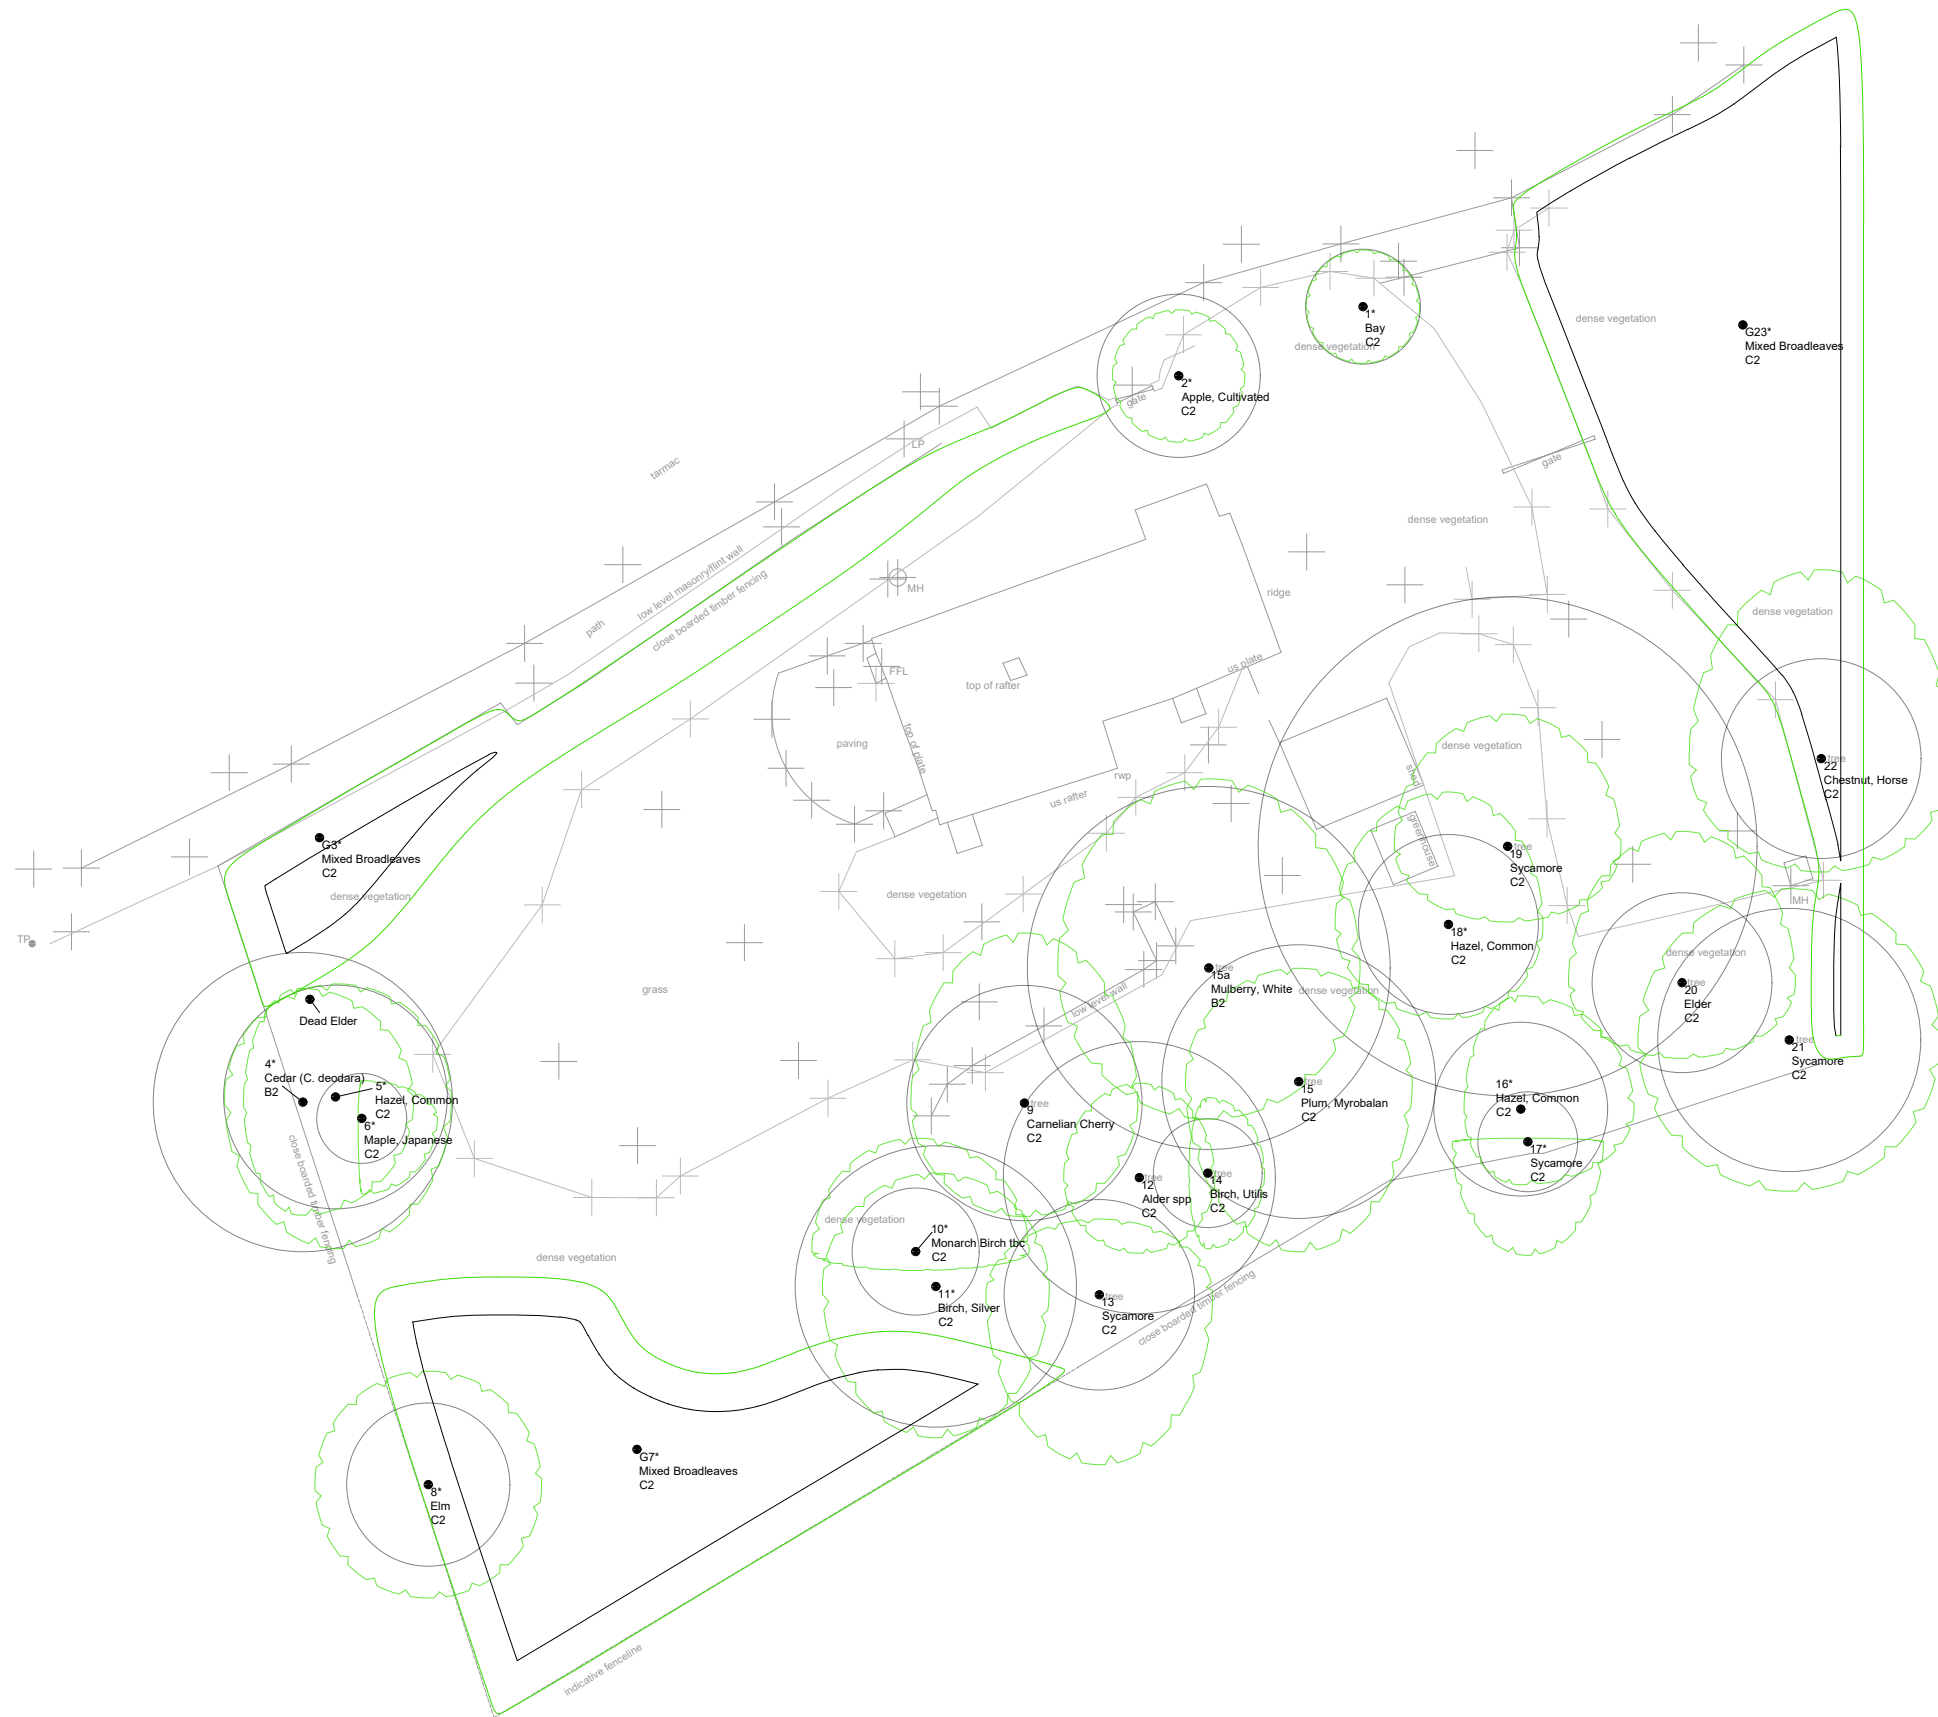 dense vegetation
G23*
Mixed Broadleaves
C2
1*
Bay
C2
dense vegetation
2*
Apple, Cultivated
C2
gate
LP
tarmac
gate
dense vegetation
low level masonry/flint wall
close boarded timber fencing
path
MH
ridge
dense vegetation
FFL
top of rafter
us plate
top of plate
paving
rwp
us rafter
shed
dense vegetation
greenhouse
tree
22
Chestnut, Horse
C2
G3*
Mixed Broadleaves
C2
dense vegetation
tree
19
Sycamore
C2
dense vegetation
MH
TP
18*
Hazel, Common
C2
dense vegetation
tree
15a
Mulberry, White
B2
dense vegetation
tree
20
Elder
C2
grass
low level wall
Dead Elder
tree
21
Sycamore
C2
4*
Cedar (C. deodara)
B2
5*
Hazel, Common
C2
6*
Maple, Japanese
C2
tree
9
Carnelian Cherry
C2
tree
15
Plum, Myrobalan
C2
16*
Hazel, Common
C2
17*
Sycamore
C2
close boarded timber fencing
tree
12
Alder spp
C2
tree
14
Birch, Utilis
C2
dense vegetation
10*
Monarch Birch tbc
C2
dense vegetation
11*
Birch, Silver
C2
tree
13
Sycamore
C2
close boarded timber fencing
G7*
Mixed Broadleaves
C2
8*
Elm
C2
indicative fenceline